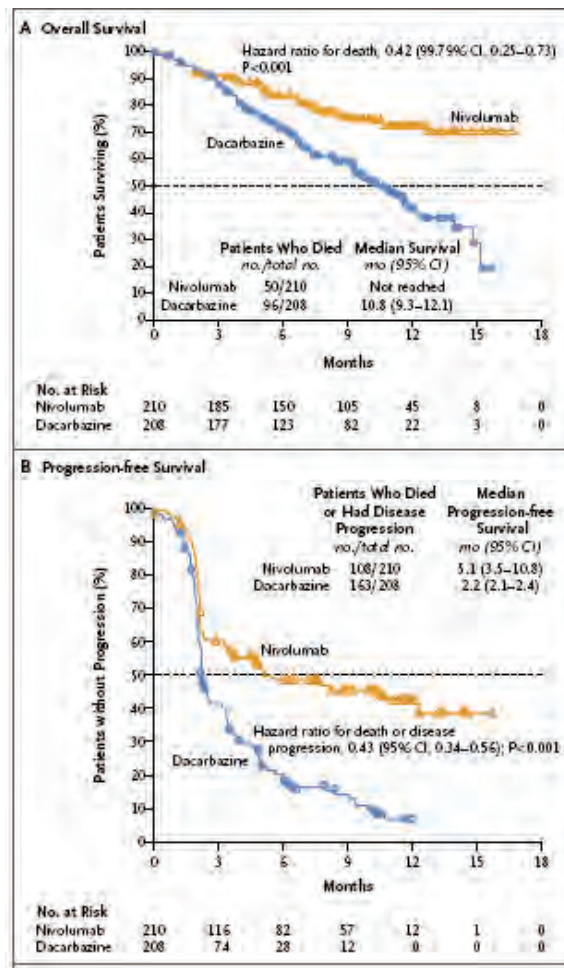 A Overall Survival
Hazard ratio for death, 0.42 (99.79% CI, 0.25–0.73)
P<0.001
Nivolumab
Dacarbazine
Patients Surviving (%)
100
90
80
70
60
50
40
30
20
10
0
Patients Who Died Median Survival
no./total no. mo (95% CI)
Nivolumab 50/210 Not reached
Dacarbazine 96/208 10.8 (9.3–12.1)
0 3 6 9 12 15 18
Months
No. at Risk
Nivolumab 210 185 150 105 45 8 0
Dacarbazine 208 177 123 82 22 3 0
B Progression-free Survival
Patients Who Died Median
or Had Disease Progression-free
Progression Survival
no./total no. mo (95% CI)
Nivolumab 108/210 5.1 (3.5–10.8)
Dacarbazine 163/208 2.2 (2.1–2.4)
Patients without Progression (%)
100
90
80
70
60
50
40
30
20
10
0
Nivolumab
Hazard ratio for death or disease
progression, 0.43 (95% CI, 0.34–0.56); P<0.001
Dacarbazine
0 3 6 9 12 15 18
Months
No. at Risk
Nivolumab 210 116 82 57 12 1 0
Dacarbazine 208 74 28 12 0 0 0